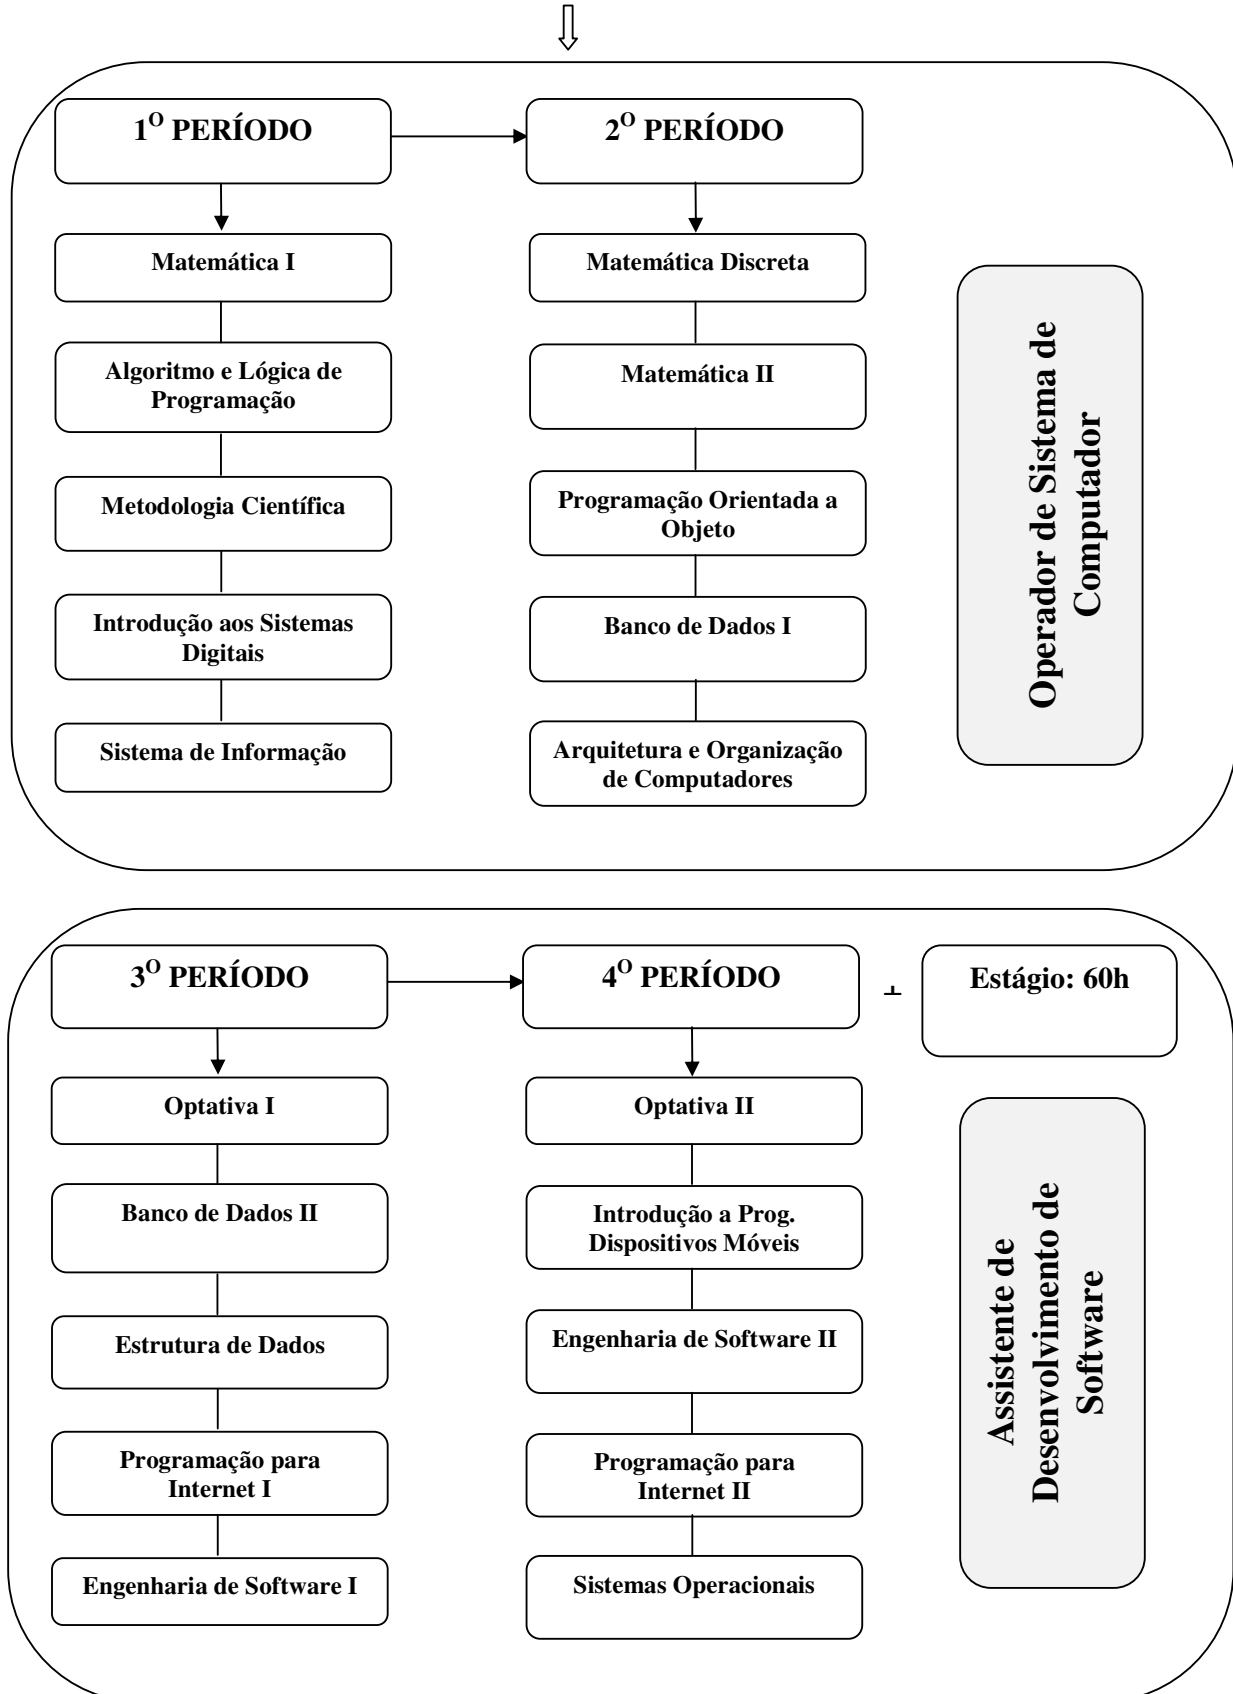 1º PERÍODO
2º PERÍODO
Matemática I
Matemática Discreta
Algoritmo e Lógica de
Programação
Matemática II
Metodologia Científica
Programação Orientada a
Objeto
Introdução aos Sistemas
Digitais
Banco de Dados I
Sistema de Informação
Arquitetura e Organização
de Computadores
Operador de Sistema de
Computador
3º PERÍODO
4º PERÍODO
+
Estágio: 60h
Optativa I
Optativa II
Banco de Dados II
Introdução a Prog.
Dispositivos Móveis
Estrutura de Dados
Engenharia de Software II
Programação para
Internet I
Programação para
Internet II
Engenharia de Software I
Sistemas Operacionais
Assistente de
Desenvolvimento de
Software